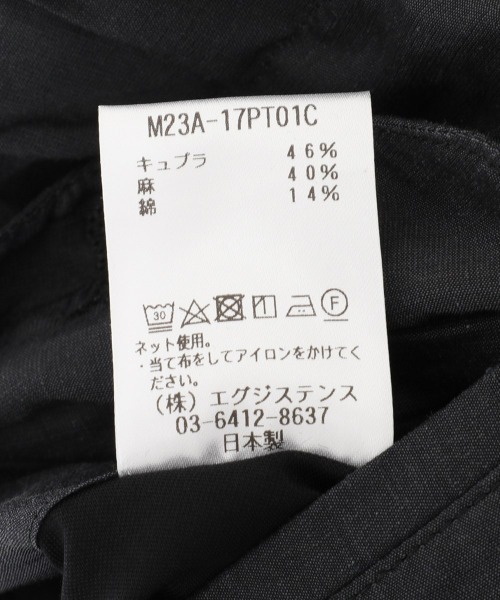 M23A-17PT01C
キュプラ 46%
麻 40%
綿 14%
30 F
ネット使用。
・当て布をしてアイロンをかけてく
ださい。
(株) エグジステンス
03-6412-8637
日本製